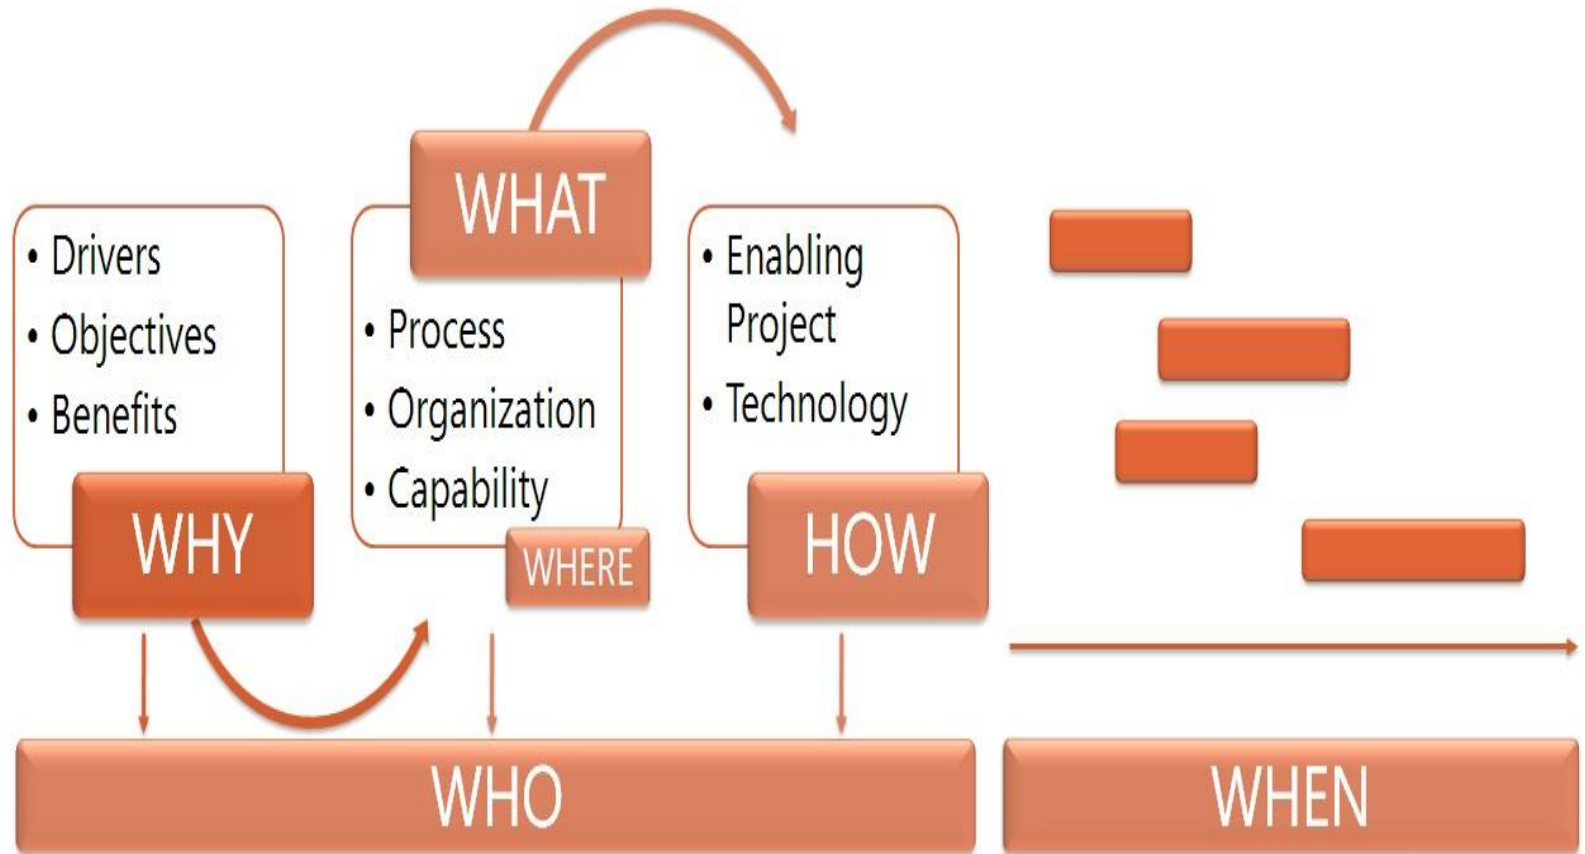 • Drivers
• Objectives
• Benefits
WHY
WHAT
• Process
• Organization
• Capability
WHERE
• Enabling
Project
• Technology
HOW
WHO
WHEN